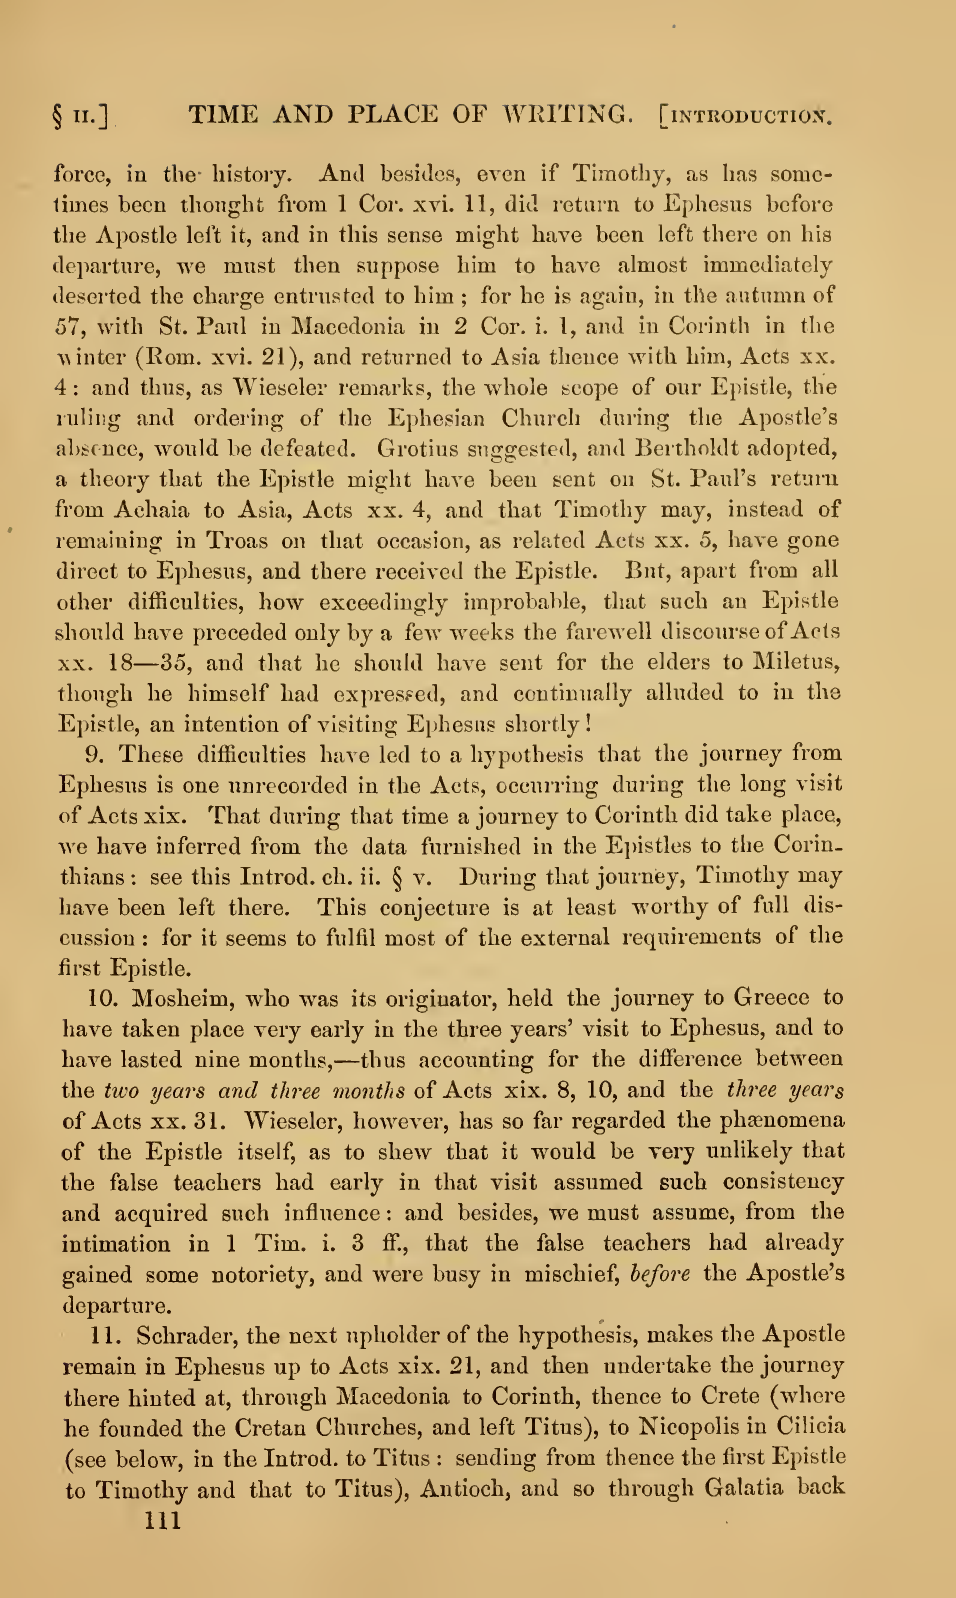 § II.] TIME AND PLACE OF WRITING. [INTRODUCTION.
force, in the history. And besides, even if Timothy, as has some-
times been thought from 1 Cor. xvi. 11, did return to Ephesus before
the Apostle left it, and in this sense might have been left there on his
departure, we must then suppose him to have almost immediately
deserted the charge entrusted to him ; for he is again, in the autumn of
57, with St. Paul in Macedonia in 2 Cor. i. 1, and in Corinth in the
winter (Rom. xvi. 21), and returned to Asia thence with him, Acts xx.
4 : and thus, as Wieseler remarks, the whole scope of our Epistle, the
ruling and ordering of the Ephesian Church during the Apostle's
absence, would be defeated. Grotius suggested, and Bertholdt adopted,
a theory that the Epistle might have been sent on St. Paul's return
from Achaia to Asia, Acts xx. 4, and that Timothy may, instead of
remaining in Troas on that occasion, as related Acts xx. 5, have gone
direct to Ephesus, and there received the Epistle. But, apart from all
other difficulties, how exceedingly improbable, that such an Epistle
should have preceded only by a few weeks the farewell discourse of Acts
xx. 18—35, and that he should have sent for the elders to Miletus,
though he himself had expressed, and continually alluded to in the
Epistle, an intention of visiting Ephesus shortly !
9. These difficulties have led to a hypothesis that the journey from
Ephesus is one unrecorded in the Acts, occurring during the long visit
of Acts xix. That during that time a journey to Corinth did take place,
we have inferred from the data furnished in the Epistles to the Corin-
thians : see this Introd. ch. ii. § v. During that journey, Timothy may
have been left there. This conjecture is at least worthy of full dis-
cussion : for it seems to fulfil most of the external requirements of the
first Epistle.
10. Mosheim, who was its originator, held the journey to Greece to
have taken place very early in the three years' visit to Ephesus, and to
have lasted nine months,—thus accounting for the difference between
the two years and three months of Acts xix. 8, 10, and the three years
of Acts xx. 31. Wieseler, however, has so far regarded the phænomena
of the Epistle itself, as to shew that it would be very unlikely that
the false teachers had early in that visit assumed such consistency
and acquired such influence : and besides, we must assume, from the
intimation in 1 Tim. i. 3 ff., that the false teachers had already
gained some notoriety, and were busy in mischief, before the Apostle's
departure.
11. Schrader, the next upholder of the hypothesis, makes the Apostle
remain in Ephesus up to Acts xix. 21, and then undertake the journey
there hinted at, through Macedonia to Corinth, thence to Crete (where
he founded the Cretan Churches, and left Titus), to Nicopolis in Cilicia
(see below, in the Introd. to Titus : sending from thence the first Epistle
to Timothy and that to Titus), Antioch, and so through Galatia back
111